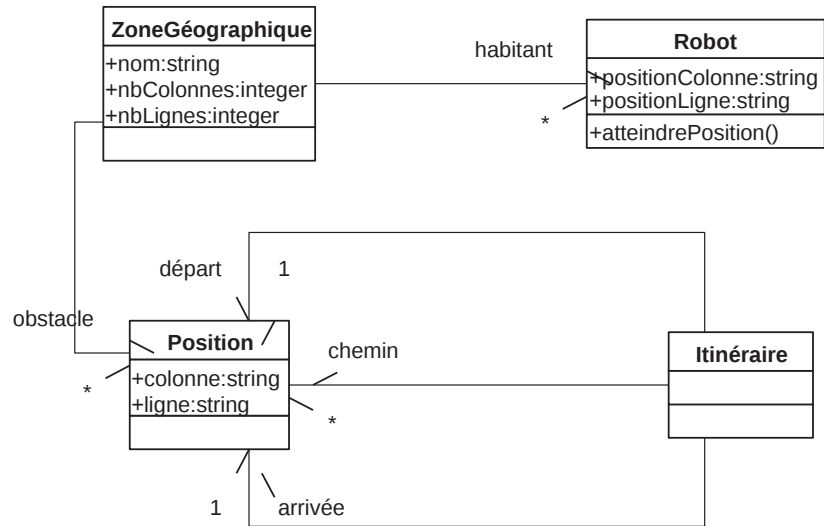 ZoneGéographique
+nom:string
+nbColonnes:integer
+nbLignes:integer
habitant
*
Robot
+positionColonne:string
+positionLigne:string
+atteindrePosition()
départ
1
obstacle
*
Position
+colonne:string
+ligne:string
chemin
*
Itinéraire
1
arrivée